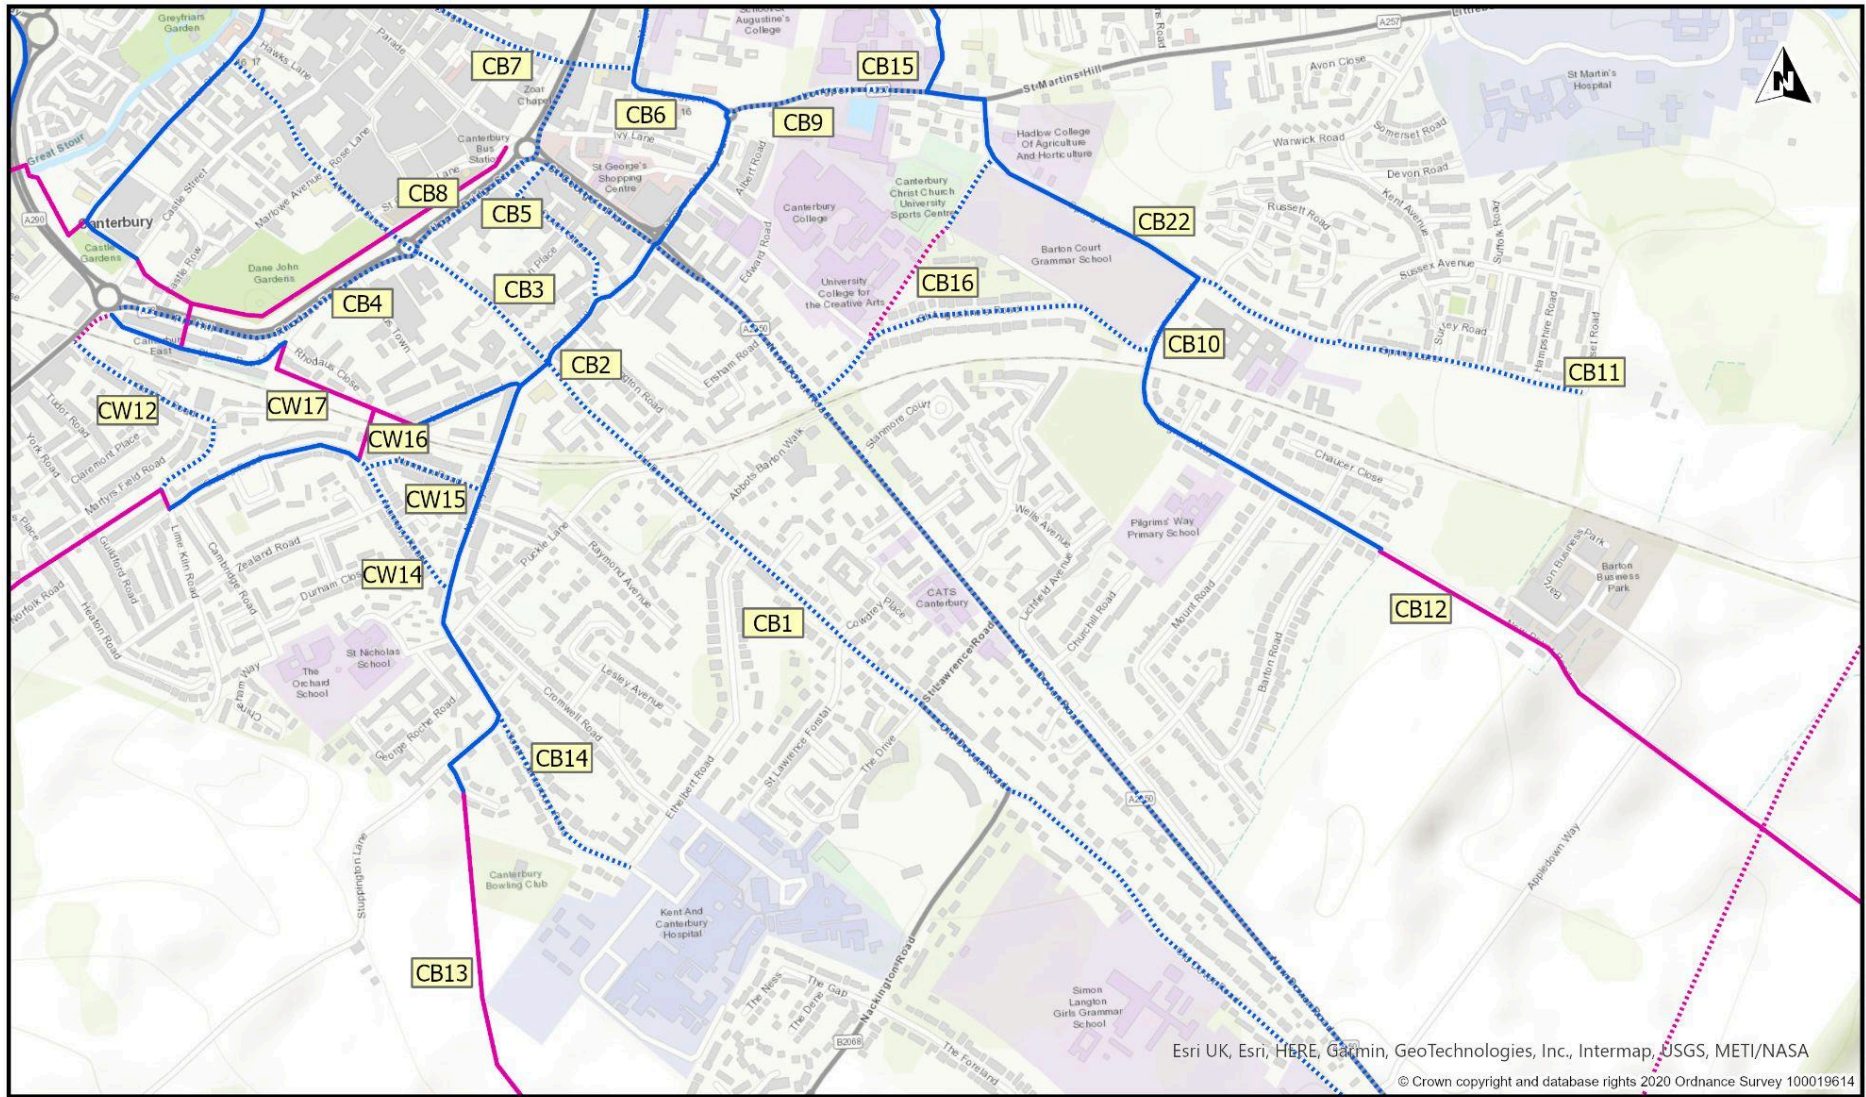 Greyfriars
Garden
Augustine's
College
A257
Hawks Lane
Parade
CB7
CB15
Avon Close
St Martin's
Hospital
N
Zoar
Chapel
CB6
16
CB9
St Martins Hill
Ivy Lane
Somerset Road
Great Stour
Rose Lane
Canterbury
Bus
Station
Hadlow College
Of Agriculture
And Horticulture
Warwick Road
Devon Road
St George's
Shopping
Centre
Albert Road
Castle Street
Marlowe Avenue
CB8
Canterbury
College
Canterbury
Christ Church
University
Sports Centre
Kent Avenue
A290
Canterbury
CB5
CB22
Russett Road
Suffolk Road
Castle
Gardens
Castle Row
Edward Road
Barton Court
Grammar School
Dane John
Gardens
Sussex Avenue
CB3
CB16
University
College for
the Creative Arts
CB4
Hampshire Road
Canterbury
East
CB10
Rhodaus Close
CB2
Ersham Road
CB11
Tudor Road
CW12
CW17
Stanmore Court
York Road
Claremont Place
CW16
Abbots Barton Walk
Chaucer Close
Martyrs Field Road
CW15
Pilgrims' Way
Primary School
Wells Avenue
Guildford Road
Lime Kiln Road
Cambridge Road
Zealand Road
Puckle Lane
Raymond Avenue
CW14
Durham Close
CATS
Canterbury
Barton
Business
Park
Norfolk Road
Heaton Road
CB1
Cowdrey Place
Lichfield Avenue
Churchill Road
Mount Road
CB12
St Nicholas
School
The
Orchard
School
St Lawrence Road
Barton Road
Lesley Avenue
Cromwell Road
George Roche Road
CB14
St Lawrence Forstal
The Drive
Old Dover Road
Ethelbert Road
A2050
Stuppington Lane
Appledown Way
Canterbury
Bowling Club
Kent And
Canterbury
Hospital
CB13
The Ness
The Gap
The Dene
Nackington Road
Simon
Langton
Girls Grammar
School
B2068
The Foreland
Esri UK, Esri, HERE, Garmin, GeoTechnologies, Inc., Intermap, USGS, METI/NASA
© Crown copyright and database rights 2020 Ordnance Survey 100019614